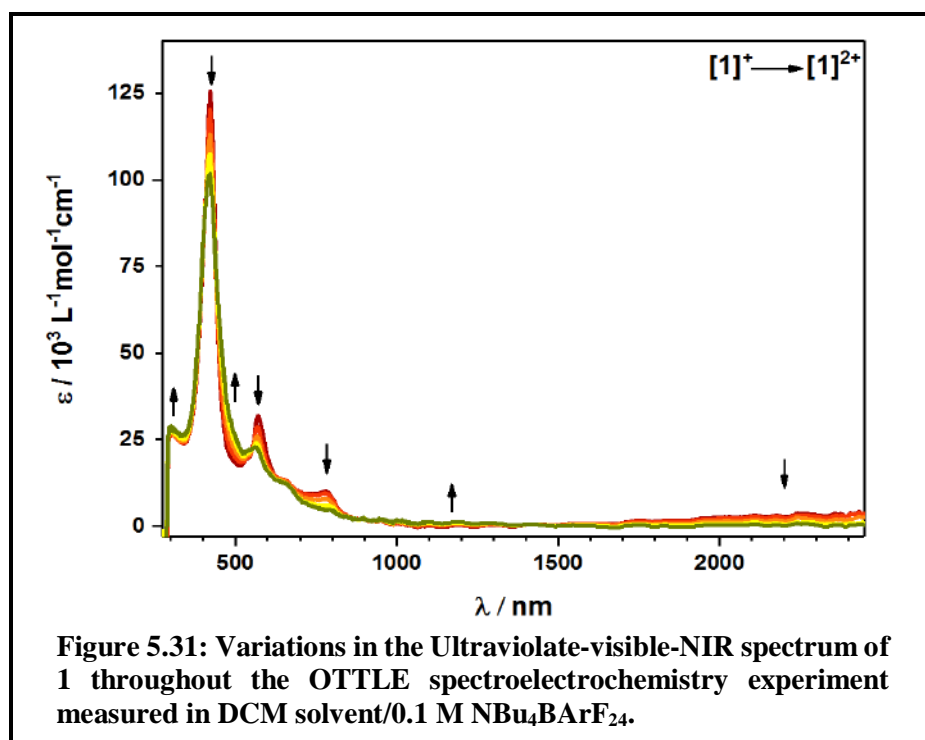 [1]⁺ → [1]²⁺
125
100
75
50
25
0
ε / 10³ L⁻¹mol⁻¹cm⁻¹
500 1000 1500 2000
λ / nm
Figure 5.31: Variations in the Ultraviolate-visible-NIR spectrum of
1 throughout the OTTLE spectroelectrochemistry experiment
measured in DCM solvent/0.1 M NBu₄BArF₂₄.